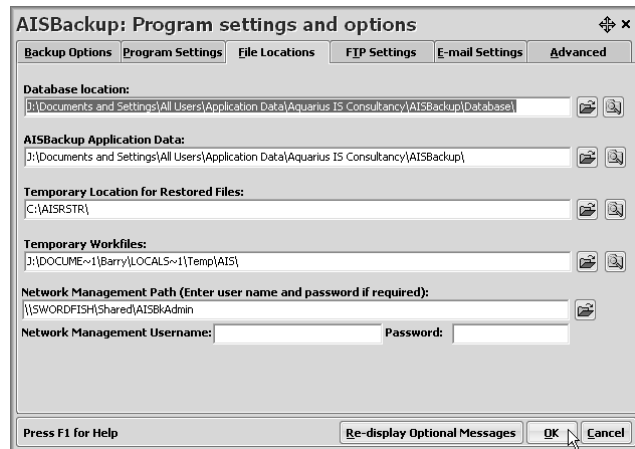 AISBackup: Program settings and options
Backup Options Program Settings File Locations FTP Settings E-mail Settings Advanced
Database location:
J:\Documents and Settings\All Users\Application Data\Aquarius IS Consultancy\AISBackup\Database\
AISBackup Application Data:
J:\Documents and Settings\All Users\Application Data\Aquarius IS Consultancy\AISBackup\
Temporary Location for Restored Files:
C:\AISRSTR\
Temporary Workfiles:
J:\DOCUME~1\Barry\LOCALS~1\Temp\AIS\
Network Management Path (Enter user name and password if required):
\\SWORDFISH\Shared\AISBkAdmin
Network Management Username: Password:
Press F1 for Help Re-display Optional Messages OK Cancel